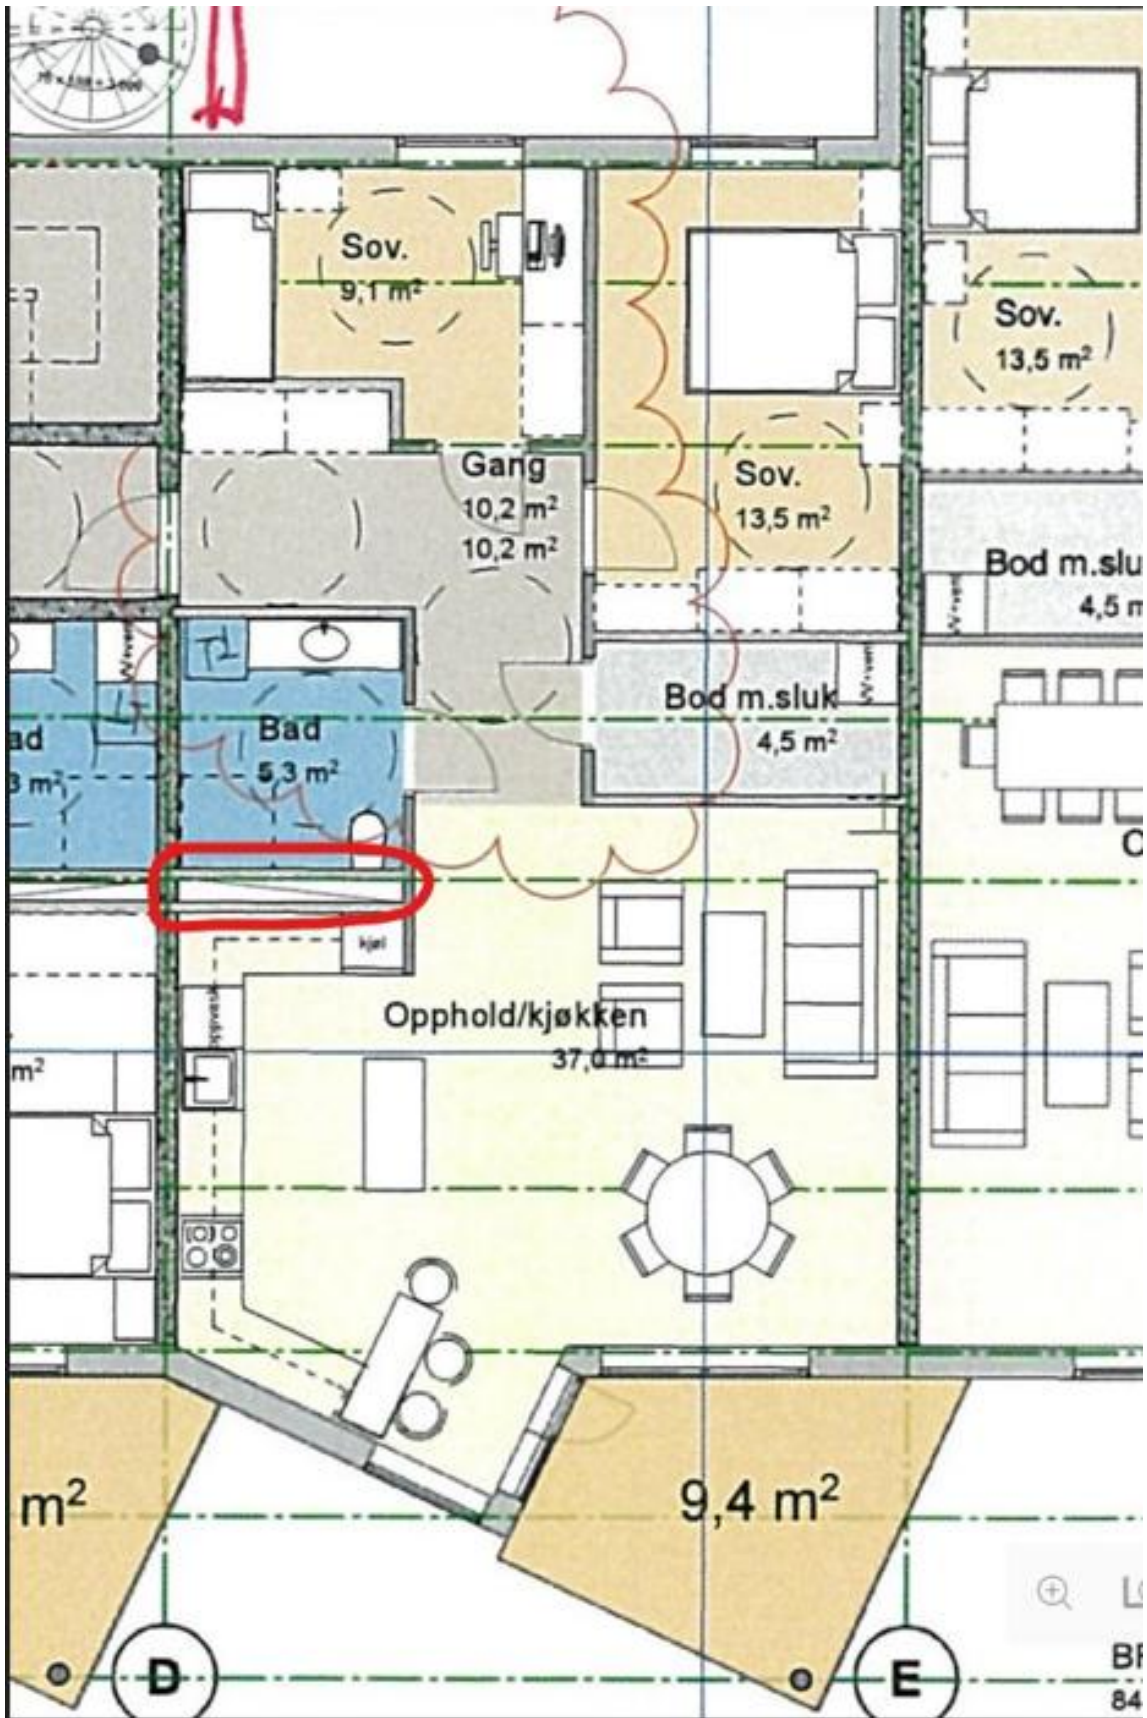 Sov.
9,1 m²
Sov.
13,5 m²
Gang
10,2 m²
10,2 m²
Sov.
13,5 m²
Bod m.slu
4,5 m
Bod m.sluk
4,5 m²
V+ven
Bad
5,3 m²
ad
3 m²
kjøl
Opphold/kjøkken
37,0 m²
oppvask
m²
m²
9,4 m²
D
E
84